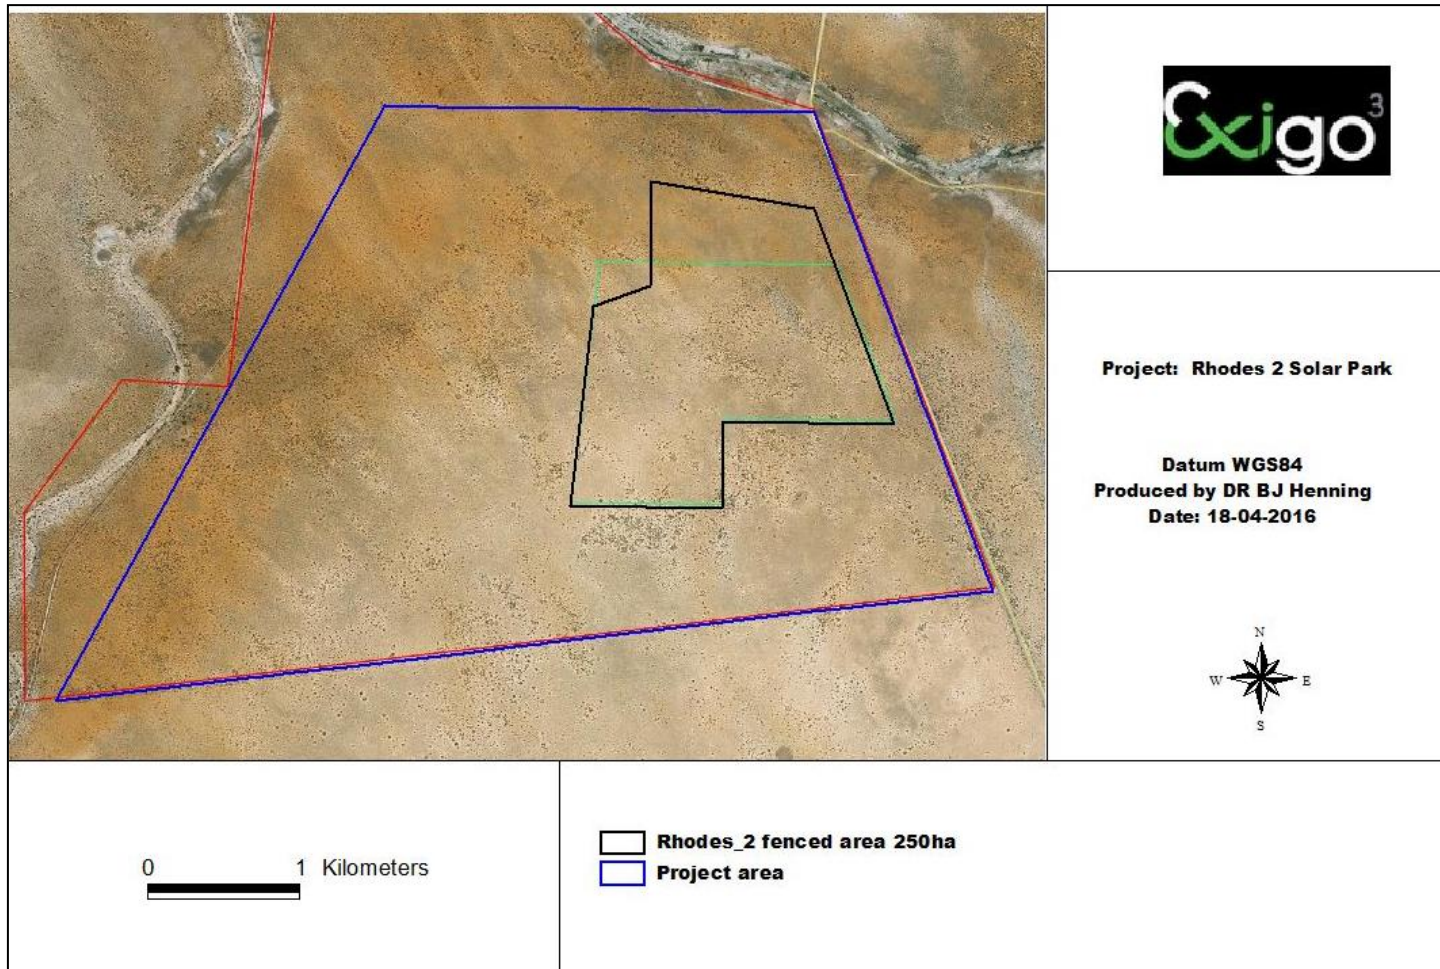 Exigo3
Project: Rhodes 2 Solar Park
Datum WGS84
Produced by DR BJ Henning
Date: 18-04-2016
N
W E
S
0 1 Kilometers
Rhodes_2 fenced area 250ha
Project area